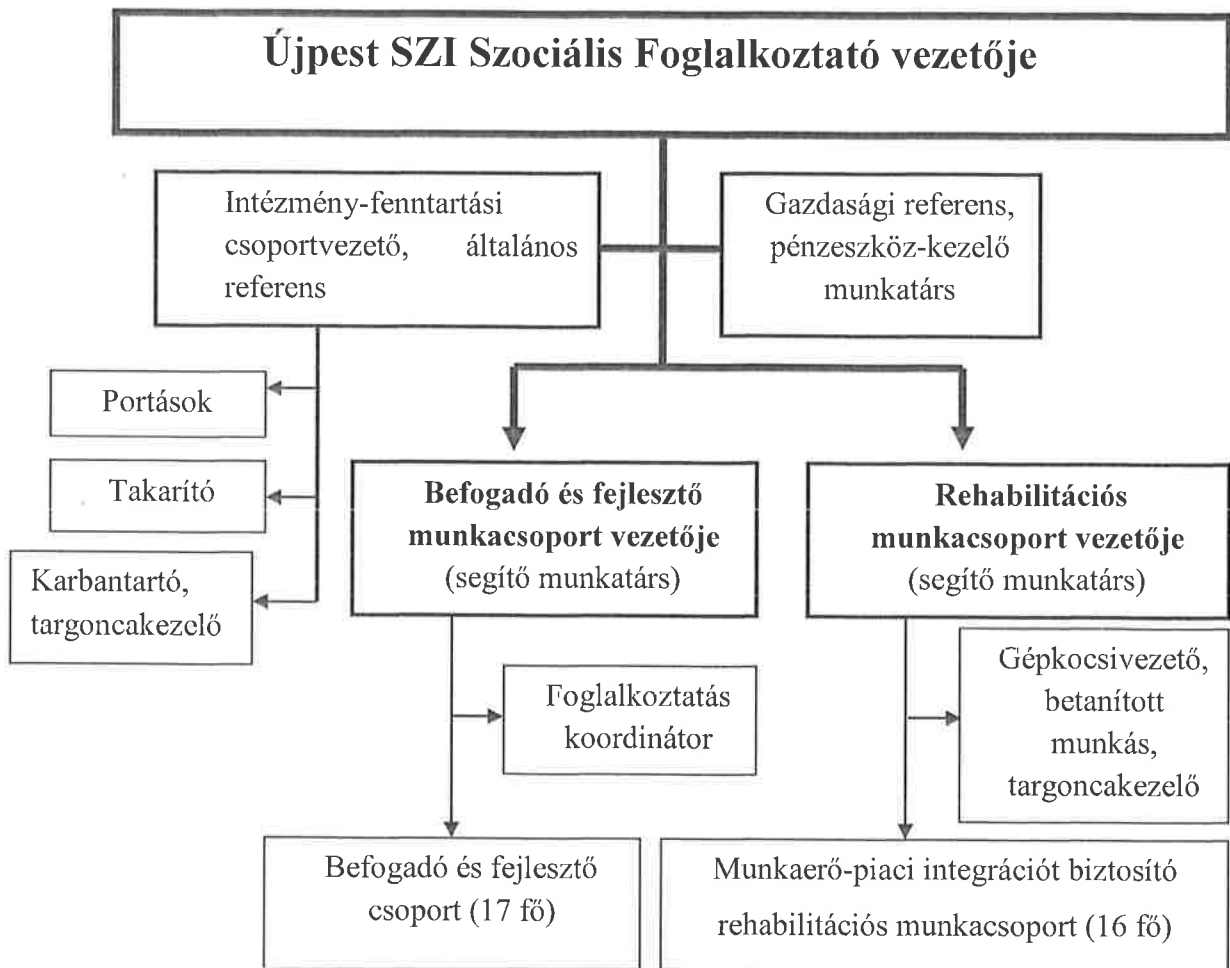 Újpest SZI Szociális Foglalkoztató vezetője
Intézmény-fenntartási
csoportvezető, általános
referens
Gazdasági referens,
pénzeszköz-kezelő
munkatárs
Portások
Takarító
Karbantartó,
targoncakezelő
Befogadó és fejlesztő
munkacsoport vezetője
(segítő munkatárs)
Rehabilitációs
munkacsoport vezetője
(segítő munkatárs)
Foglalkoztatás
koordinátor
Gépkocsivezető,
betanított
munkás,
targoncakezelő
Befogadó és fejlesztő
csoport (17 fő)
Munkaerő-piaci integrációt biztosító
rehabilitációs munkacsoport (16 fő)